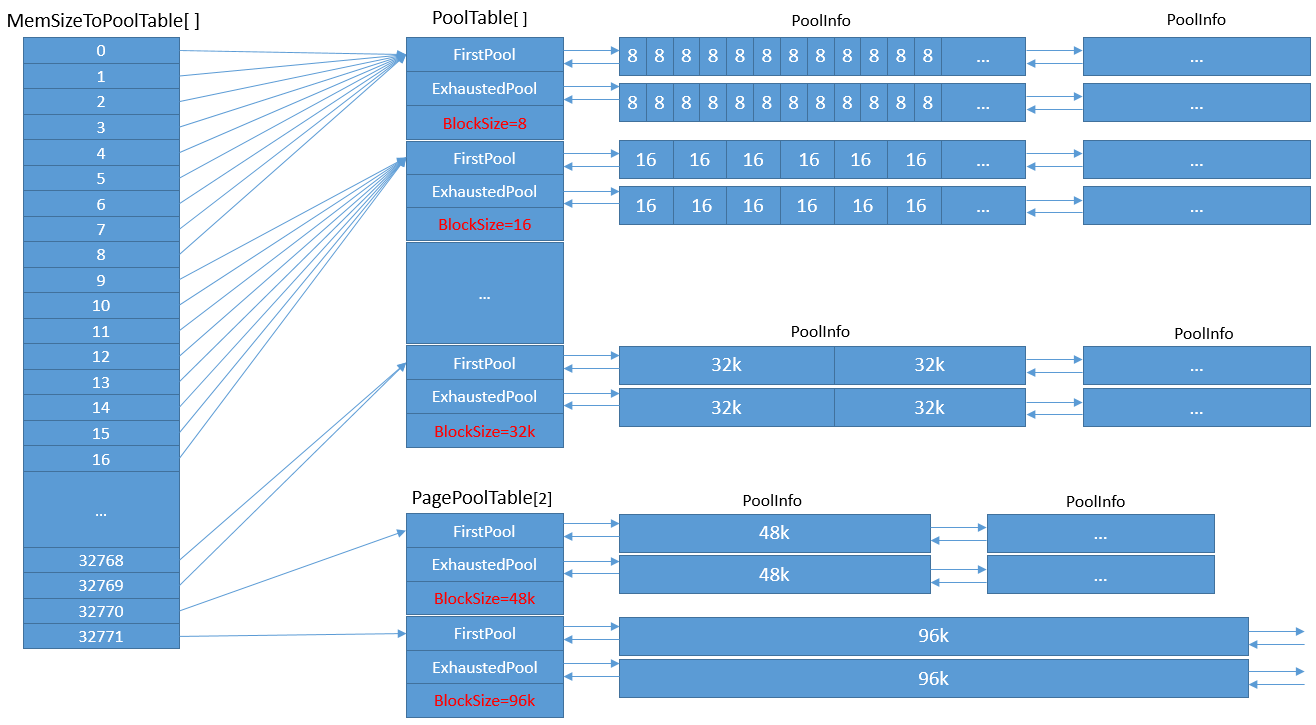 MemSizeToPoolTable[ ]
0
1
2
3
4
5
6
7
8
9
10
11
12
13
14
15
16
...
32768
32769
32770
32771
PoolTable[ ]
PoolInfo
PoolInfo
FirstPool
8 8 8 8 8 8 8 8 8 8 8 8 ...
...
ExhaustedPool
8 8 8 8 8 8 8 8 8 8 8 8 ...
...
BlockSize=8
FirstPool
16 16 16 16 16 16 ...
...
ExhaustedPool
16 16 16 16 16 16 ...
...
BlockSize=16
...
PoolInfo
PoolInfo
FirstPool
32k 32k
...
ExhaustedPool
32k 32k
...
BlockSize=32k
PagePoolTable[2]
PoolInfo
PoolInfo
FirstPool
48k
...
ExhaustedPool
48k
...
BlockSize=48k
FirstPool
96k
ExhaustedPool
96k
BlockSize=96k